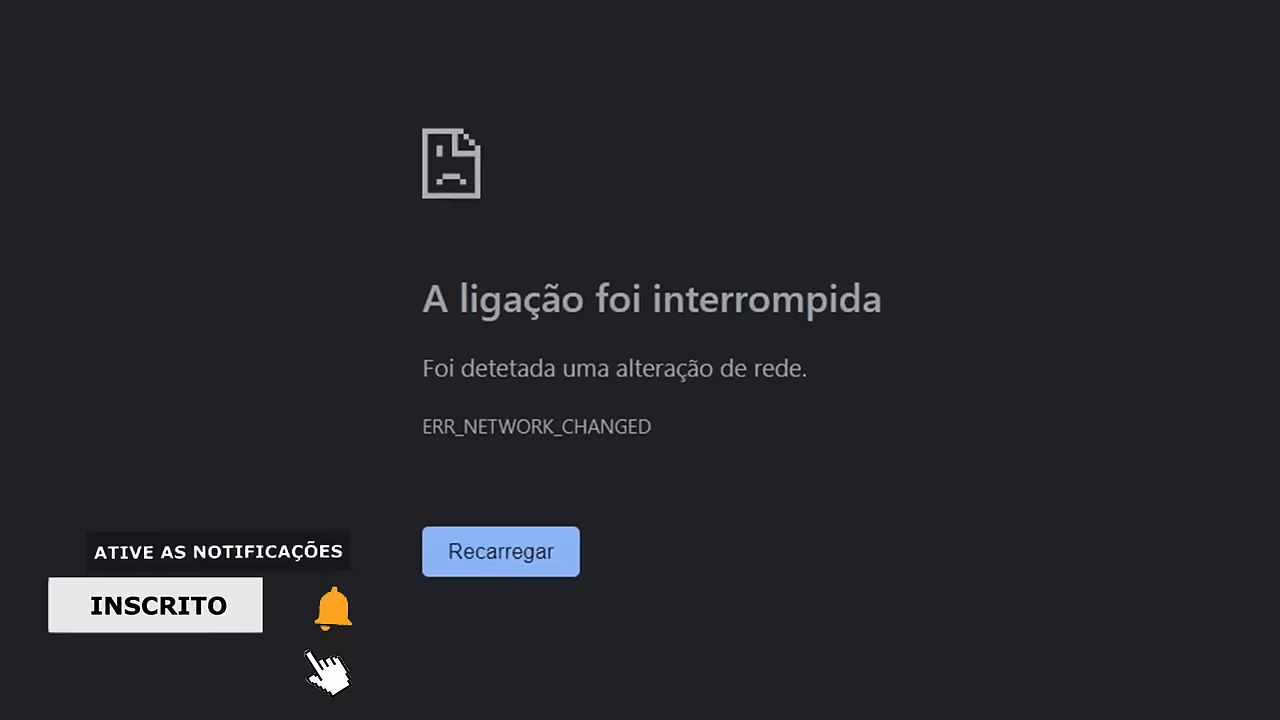 A ligação foi interrompida
Foi detetada uma alteração de rede.
ERR_NETWORK_CHANGED
Recarregar
ATIVE AS NOTIFICAÇÕES
INSCRITO